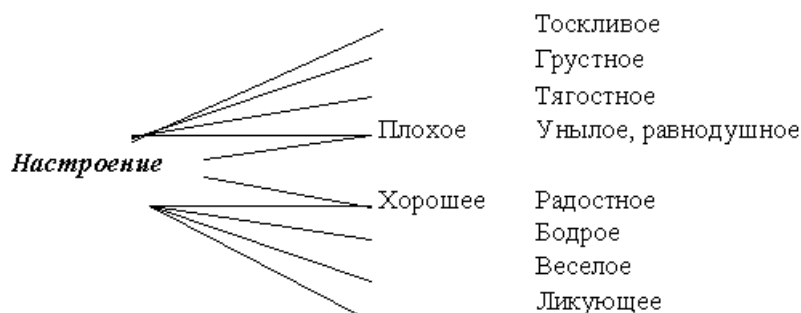 Тоскливое
Грустное
Тягостное
Плохое Унылое, равнодушное
Настроение
Хорошее Радостное
Бодрое
Веселое
Ликующее